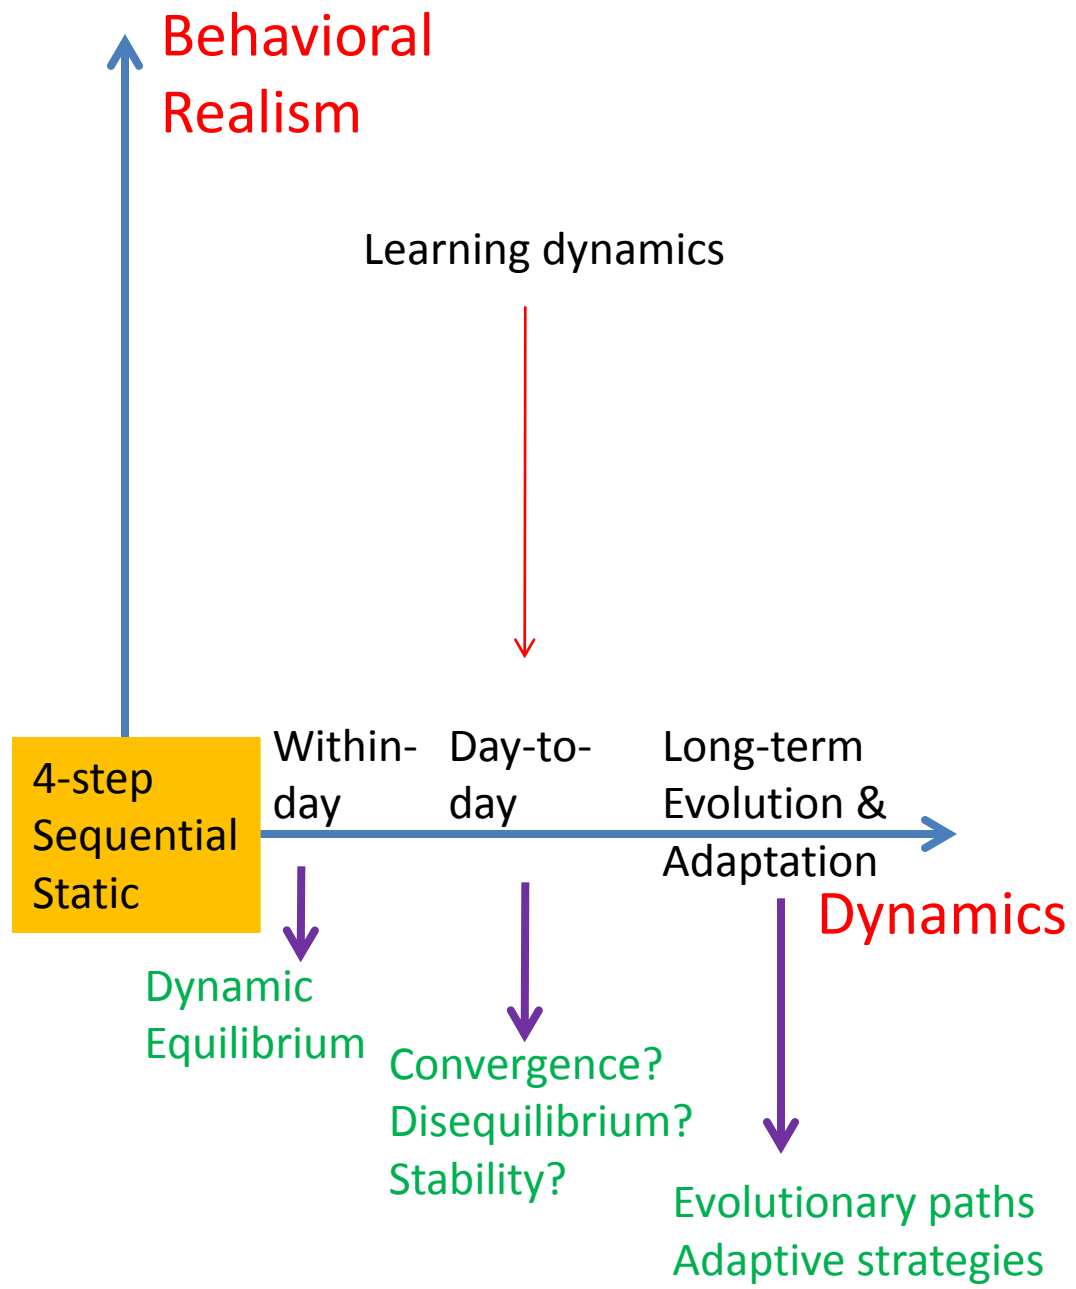 Behavioral
Realism
Learning dynamics
4-step
Sequential
Static
Within-
day
Day-to-
day
Long-term
Evolution &
Adaptation
Dynamics
Dynamic
Equilibrium
Convergence?
Disequilibrium?
Stability?
Evolutionary paths
Adaptive strategies